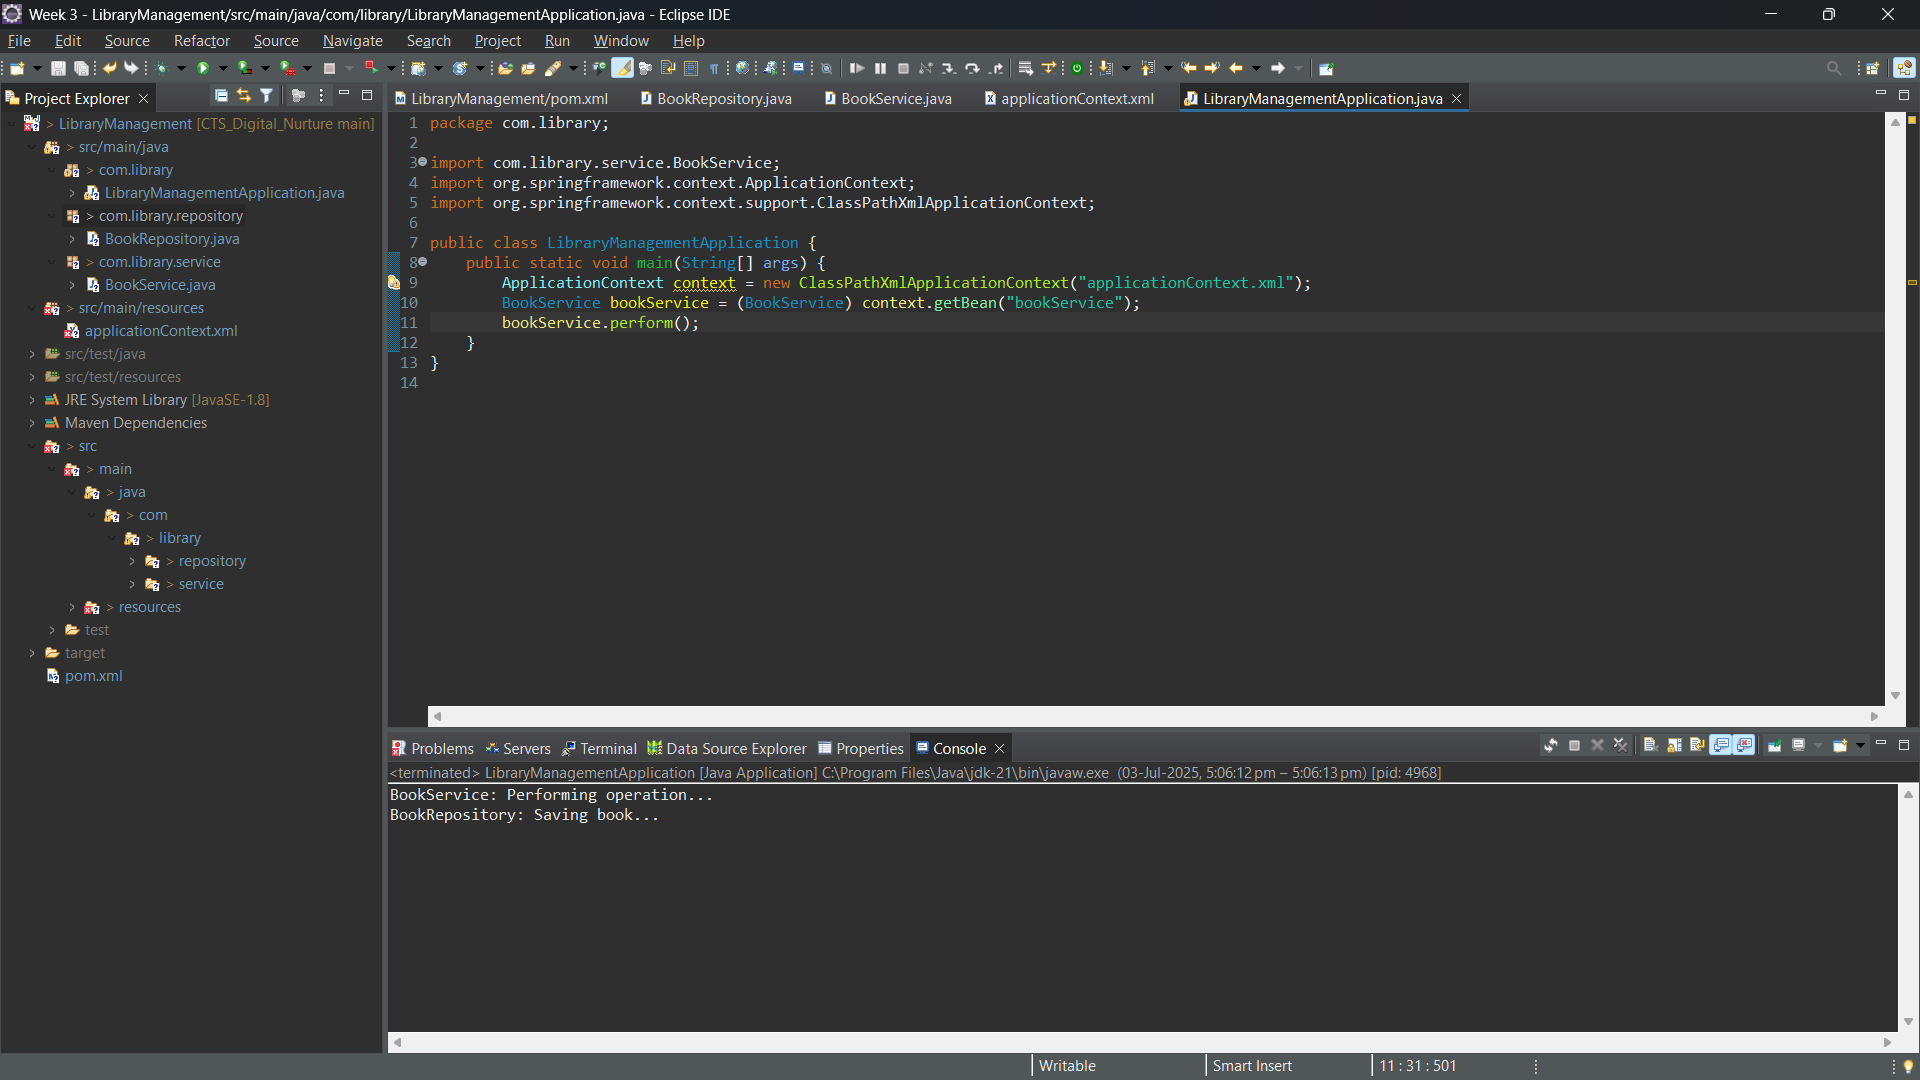 Week 3 - LibraryManagement/src/main/java/com/library/LibraryManagementApplication.java - Eclipse IDE
File Edit Source Refactor Source Navigate Search Project Run Window Help
Project Explorer
> LibraryManagement [CTS_Digital_Nurture main]
> src/main/java
> com.library
LibraryManagementApplication.java
> com.library.repository
BookRepository.java
> com.library.service
BookService.java
> src/main/resources
applicationContext.xml
src/test/java
src/test/resources
JRE System Library [JavaSE-1.8]
Maven Dependencies
> src
> main
> java
> com
> library
> repository
> service
> resources
test
target
pom.xml
LibraryManagement/pom.xml BookRepository.java BookService.java applicationContext.xml LibraryManagementApplication.java
1 package com.library;
2
3 import com.library.service.BookService;
4 import org.springframework.context.ApplicationContext;
5 import org.springframework.context.support.ClassPathXmlApplicationContext;
6
7 public class LibraryManagementApplication {
8 public static void main(String[] args) {
9 ApplicationContext context = new ClassPathXmlApplicationContext("applicationContext.xml");
10 BookService bookService = (BookService) context.getBean("bookService");
11 bookService.perform();
12 }
13 }
14
Problems Servers Terminal Data Source Explorer Properties Console
<terminated> LibraryManagementApplication [Java Application] C:\Program Files\Java\jdk-21\bin\javaw.exe (03-Jul-2025, 5:06:12 pm – 5:06:13 pm) [pid: 4968]
BookService: Performing operation...
BookRepository: Saving book...
Writable Smart Insert 11 : 31 : 501